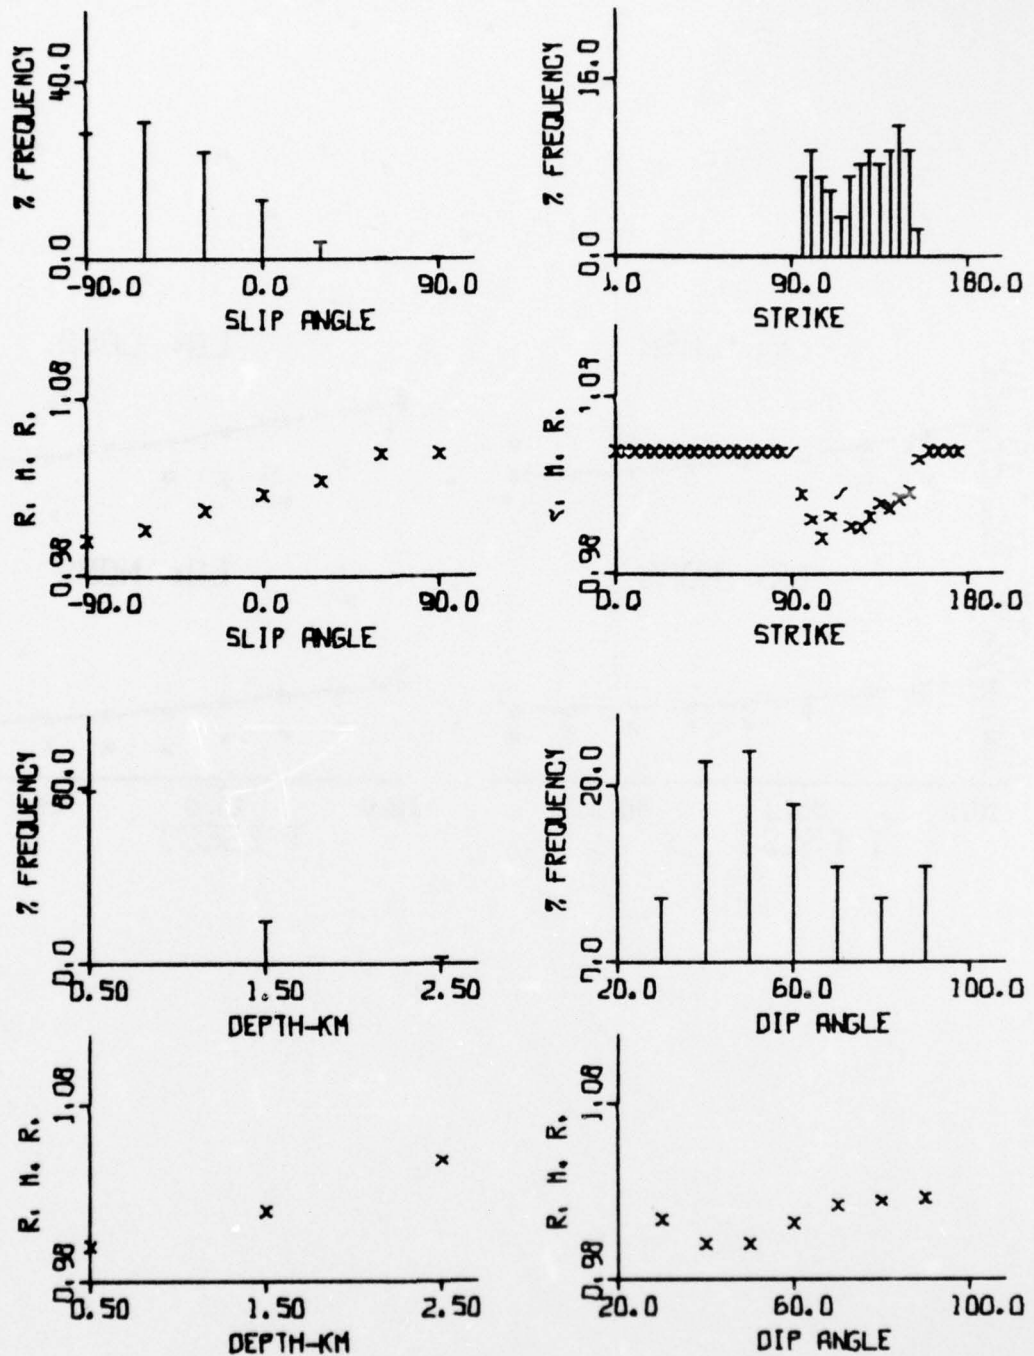 % FREQUENCY
40.0
0.0
-90.0 0.0 90.0
SLIP ANGLE
% FREQUENCY
16.0
0.0
).0 90.0 180.0
STRIKE
R. M. R.
1.08
0.98
-90.0 0.0 90.0
SLIP ANGLE
. M. R.
1.09
0.98
0.0 90.0 180.0
STRIKE
% FREQUENCY
80.0
0.0
0.50 1.50 2.50
DEPTH-KM
% FREQUENCY
20.0
0.0
20.0 60.0 100.0
DIP ANGLE
R. M. R.
1.08
0.98
0.50 1.50 2.50
DEPTH-KM
R. M. R.
1.08
0.98
20.0 60.0 100.0
DIP ANGLE